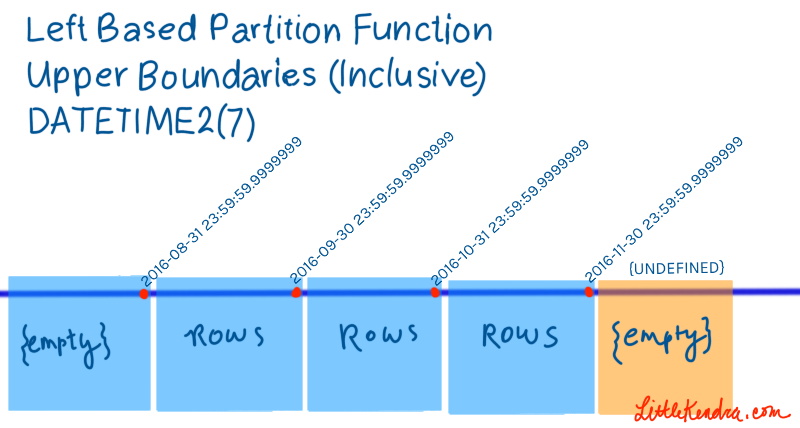 Left Based Partition Function
Upper Boundaries (Inclusive)
DATETIME2(7)
2016-08-31 23:59:59.9999999
2016-09-30 23:59:59.9999999
2016-10-31 23:59:59.9999999
2016-11-30 23:59:59.9999999
{UNDEFINED}
{empty}
Rows
Rows
Rows
{empty}
LittleKendra.com